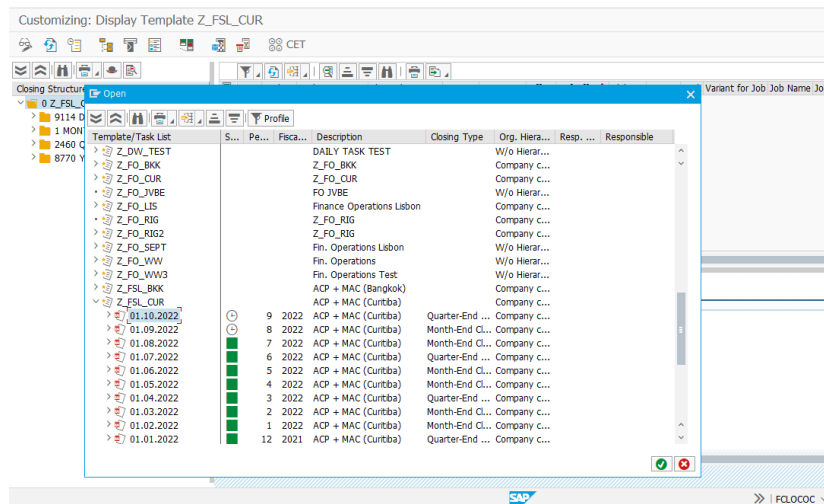 Customizing: Display Template Z_FSL_CUR
CET
Closing Structure
0 Z_FSL_C
9114 D
1 MON
2460 Q
8770 Y
Variant for Job Job Name Jo
Open
Profile
Template/Task List S... Pe... Fisca... Description Closing Type Org. Hiera... Resp. ... Responsible
Z_DW_TEST DAILY TASK TEST W/o Hierar...
Z_FO_BKK Z_FO_BKK Company c...
Z_FO_CUR Z_FO_CUR Company c...
Z_FO_JVBE FO JVBE W/o Hierar...
Z_FO_LIS Finance Operations Lisbon Company c...
Z_FO_RIG Z_FO_RIG Company c...
Z_FO_RIG2 Z_FO_RIG Company c...
Z_FO_SEPT Fin. Operations Lisbon W/o Hierar...
Z_FO_WW Fin. Operations W/o Hierar...
Z_FO_WW3 Fin. Operations Test W/o Hierar...
Z_FSL_BKK ACP + MAC (Bangkok) Company c...
Z_FSL_CUR ACP + MAC (Curitiba) Company c...
01.10.2022 9 2022 ACP + MAC (Curitiba) Quarter-End ... Company c...
01.09.2022 8 2022 ACP + MAC (Curitiba) Month-End Cl... Company c...
01.08.2022 7 2022 ACP + MAC (Curitiba) Month-End Cl... Company c...
01.07.2022 6 2022 ACP + MAC (Curitiba) Quarter-End ... Company c...
01.06.2022 5 2022 ACP + MAC (Curitiba) Month-End Cl... Company c...
01.05.2022 4 2022 ACP + MAC (Curitiba) Month-End Cl... Company c...
01.04.2022 3 2022 ACP + MAC (Curitiba) Quarter-End ... Company c...
01.03.2022 2 2022 ACP + MAC (Curitiba) Month-End Cl... Company c...
01.02.2022 1 2022 ACP + MAC (Curitiba) Month-End Cl... Company c...
01.01.2022 12 2021 ACP + MAC (Curitiba) Quarter-End ... Company c...
SAP
FCLOCOC